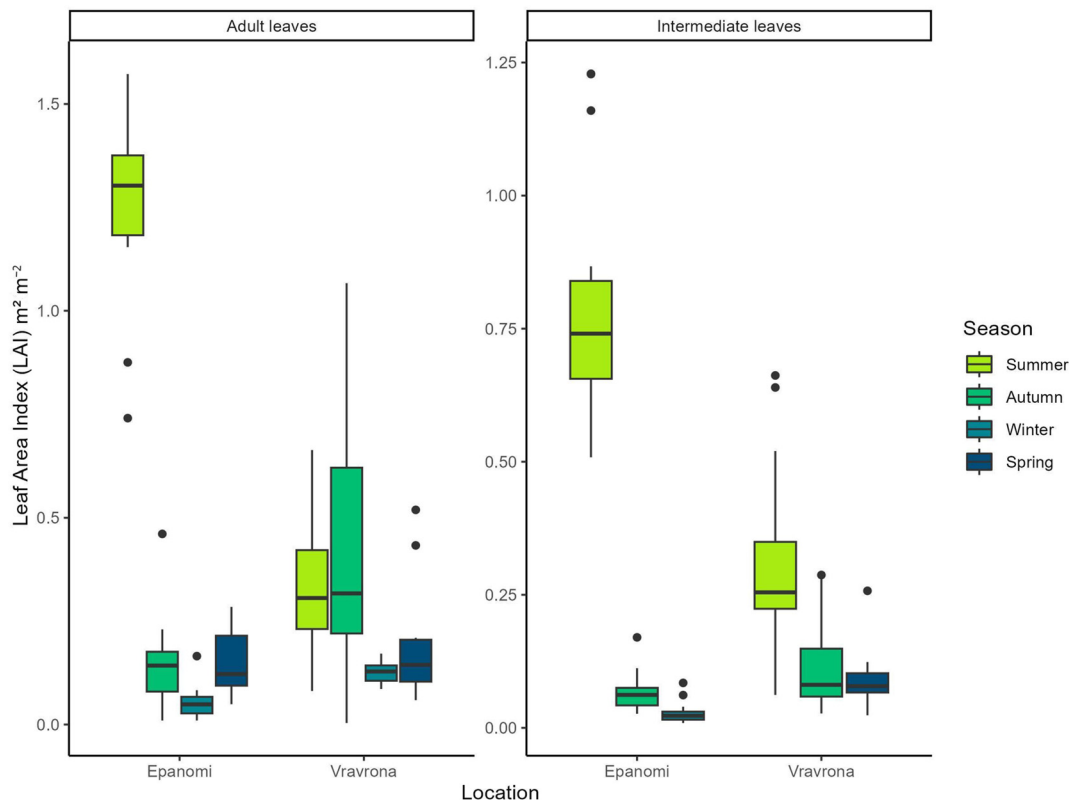 Adult leaves
Intermediate leaves
Leaf Area Index (LAI) m² m⁻²
1.5
1.0
0.5
0.0
1.25
1.00
0.75
0.50
0.25
0.00
Epanomi
Vravrona
Epanomi
Vravrona
Location
Season
Summer
Autumn
Winter
Spring